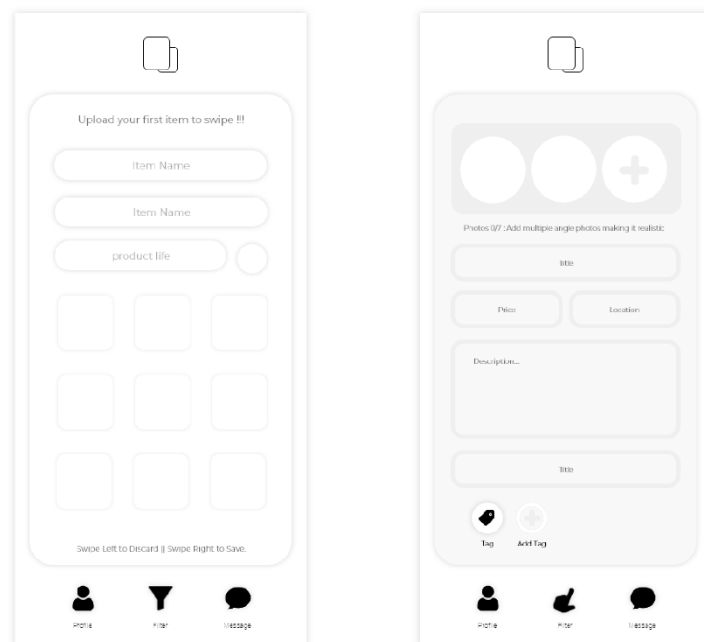 Upload your first item to swipe !!!
Item Name
Item Name
product life
Swipe Left to Discard || Swipe Right to Save.
Profile
Filter
Message
Photos 0/7 : Add multiple angle photos making it realistic
Title
Price
Location
Description...
Title
Tag
Add Tag
Profile
Filter
Message